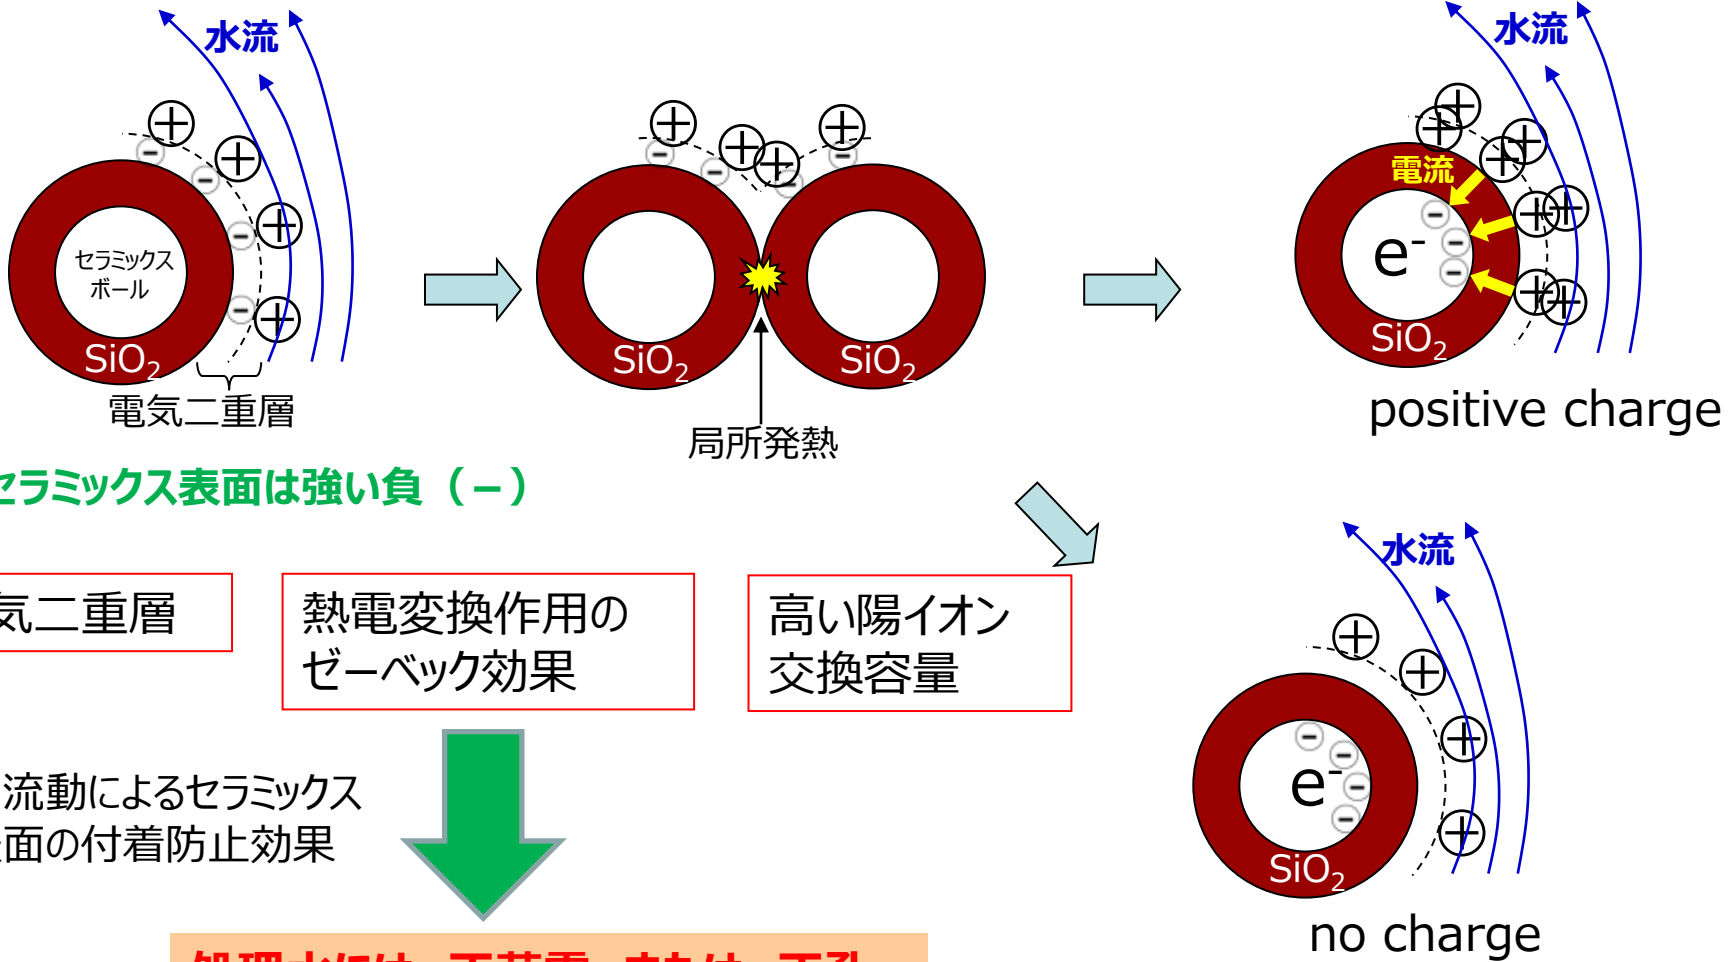 水流
セラミックス
ボール
SiO₂
電気二重層
SiO₂
SiO₂
局所発熱
水流
電流
e⁻
SiO₂
positive charge
セラミックス表面は強い負（−）
気二重層
熱電変換作用の
ゼーベック効果
高い陽イオン
交換容量
流動によるセラミックス
面の付着防止効果
水流
e⁻
SiO₂
no charge